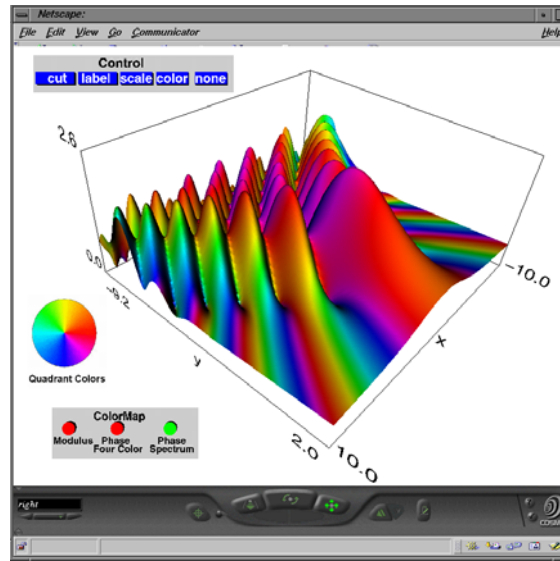 Netscape:
File Edit View Go Communicator Help
Control
cut label scale color none
2.8
0.0
-9.2
y
2.0
10.0
x
-10.0
Quadrant Colors
ColorMap
Modulus Phase Four Color Phase Spectrum
right